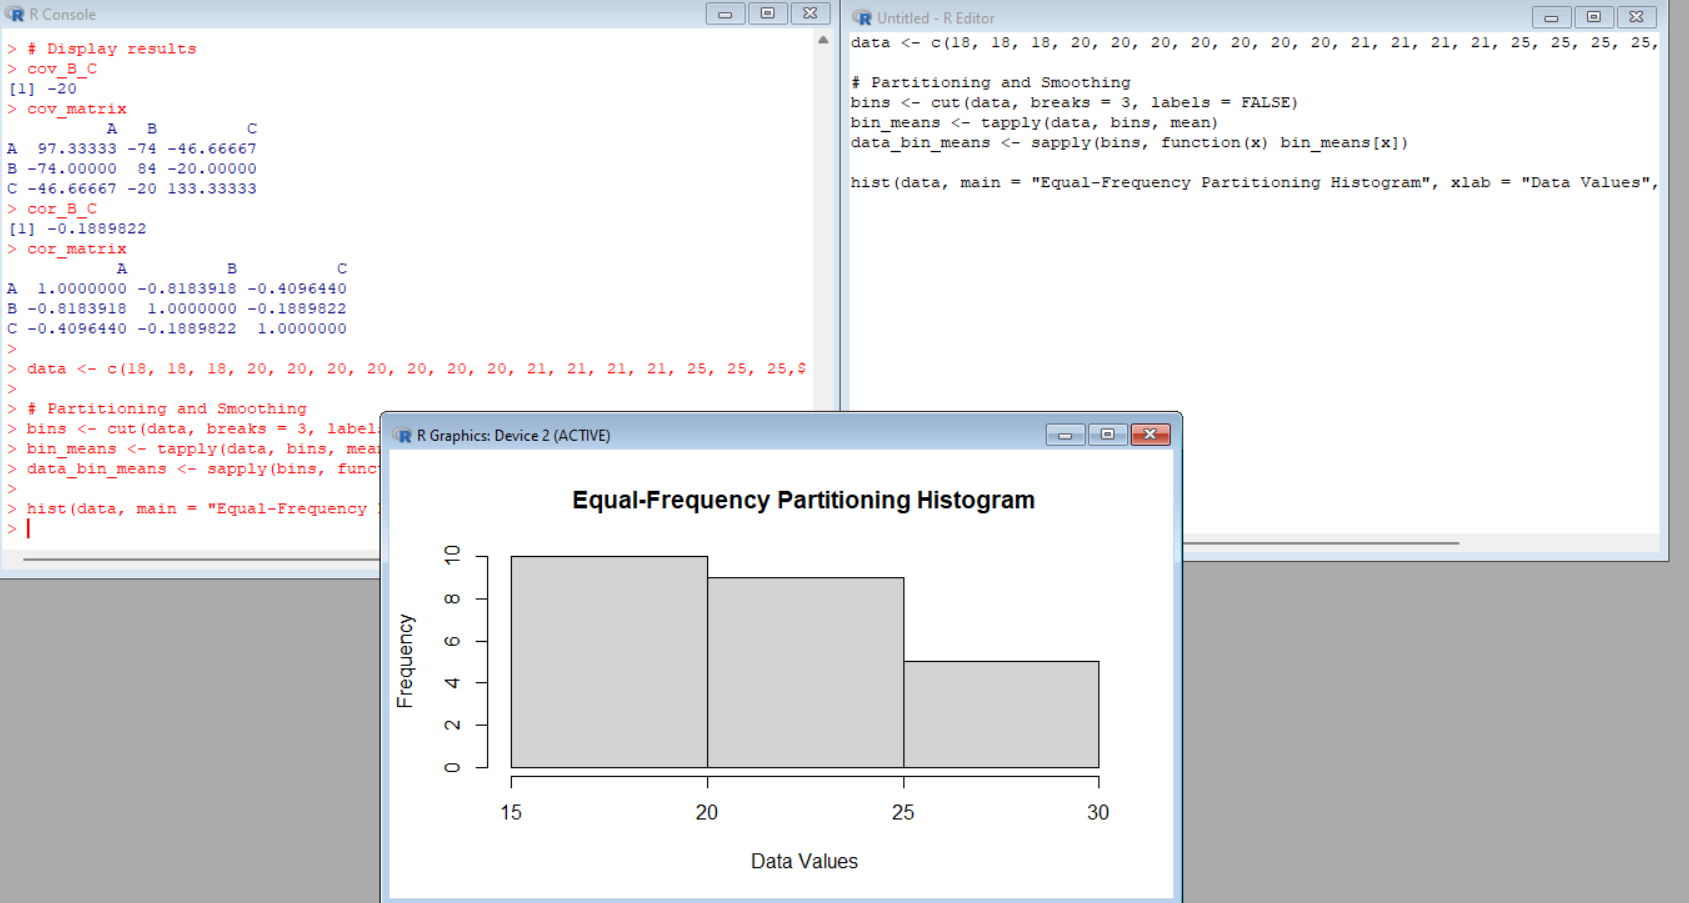 R Console
> # Display results
> cov_B_C
[1] -20
> cov_matrix
A B C
A 97.33333 -74 -46.66667
B -74.00000 84 -20.00000
C -46.66667 -20 133.33333
> cor_B_C
[1] -0.1889822
> cor_matrix
A B C
A 1.0000000 -0.8183918 -0.4096440
B -0.8183918 1.0000000 -0.1889822
C -0.4096440 -0.1889822 1.0000000
>
> data <- c(18, 18, 18, 20, 20, 20, 20, 20, 20, 20, 21, 21, 21, 21, 25, 25, 25,$
>
> # Partitioning and Smoothing
> bins <- cut(data, breaks = 3, label
> bin_means <- tapply(data, bins, mea
> data_bin_means <- sapply(bins, func
>
> hist(data, main = "Equal-Frequency
>
Untitled - R Editor
data <- c(18, 18, 18, 20, 20, 20, 20, 20, 20, 20, 21, 21, 21, 21, 25, 25, 25, 25,
# Partitioning and Smoothing
bins <- cut(data, breaks = 3, labels = FALSE)
bin_means <- tapply(data, bins, mean)
data_bin_means <- sapply(bins, function(x) bin_means[x])
hist(data, main = "Equal-Frequency Partitioning Histogram", xlab = "Data Values",
R Graphics: Device 2 (ACTIVE)
Equal-Frequency Partitioning Histogram
Frequency
10
8
6
4
2
0
15 20 25 30
Data Values